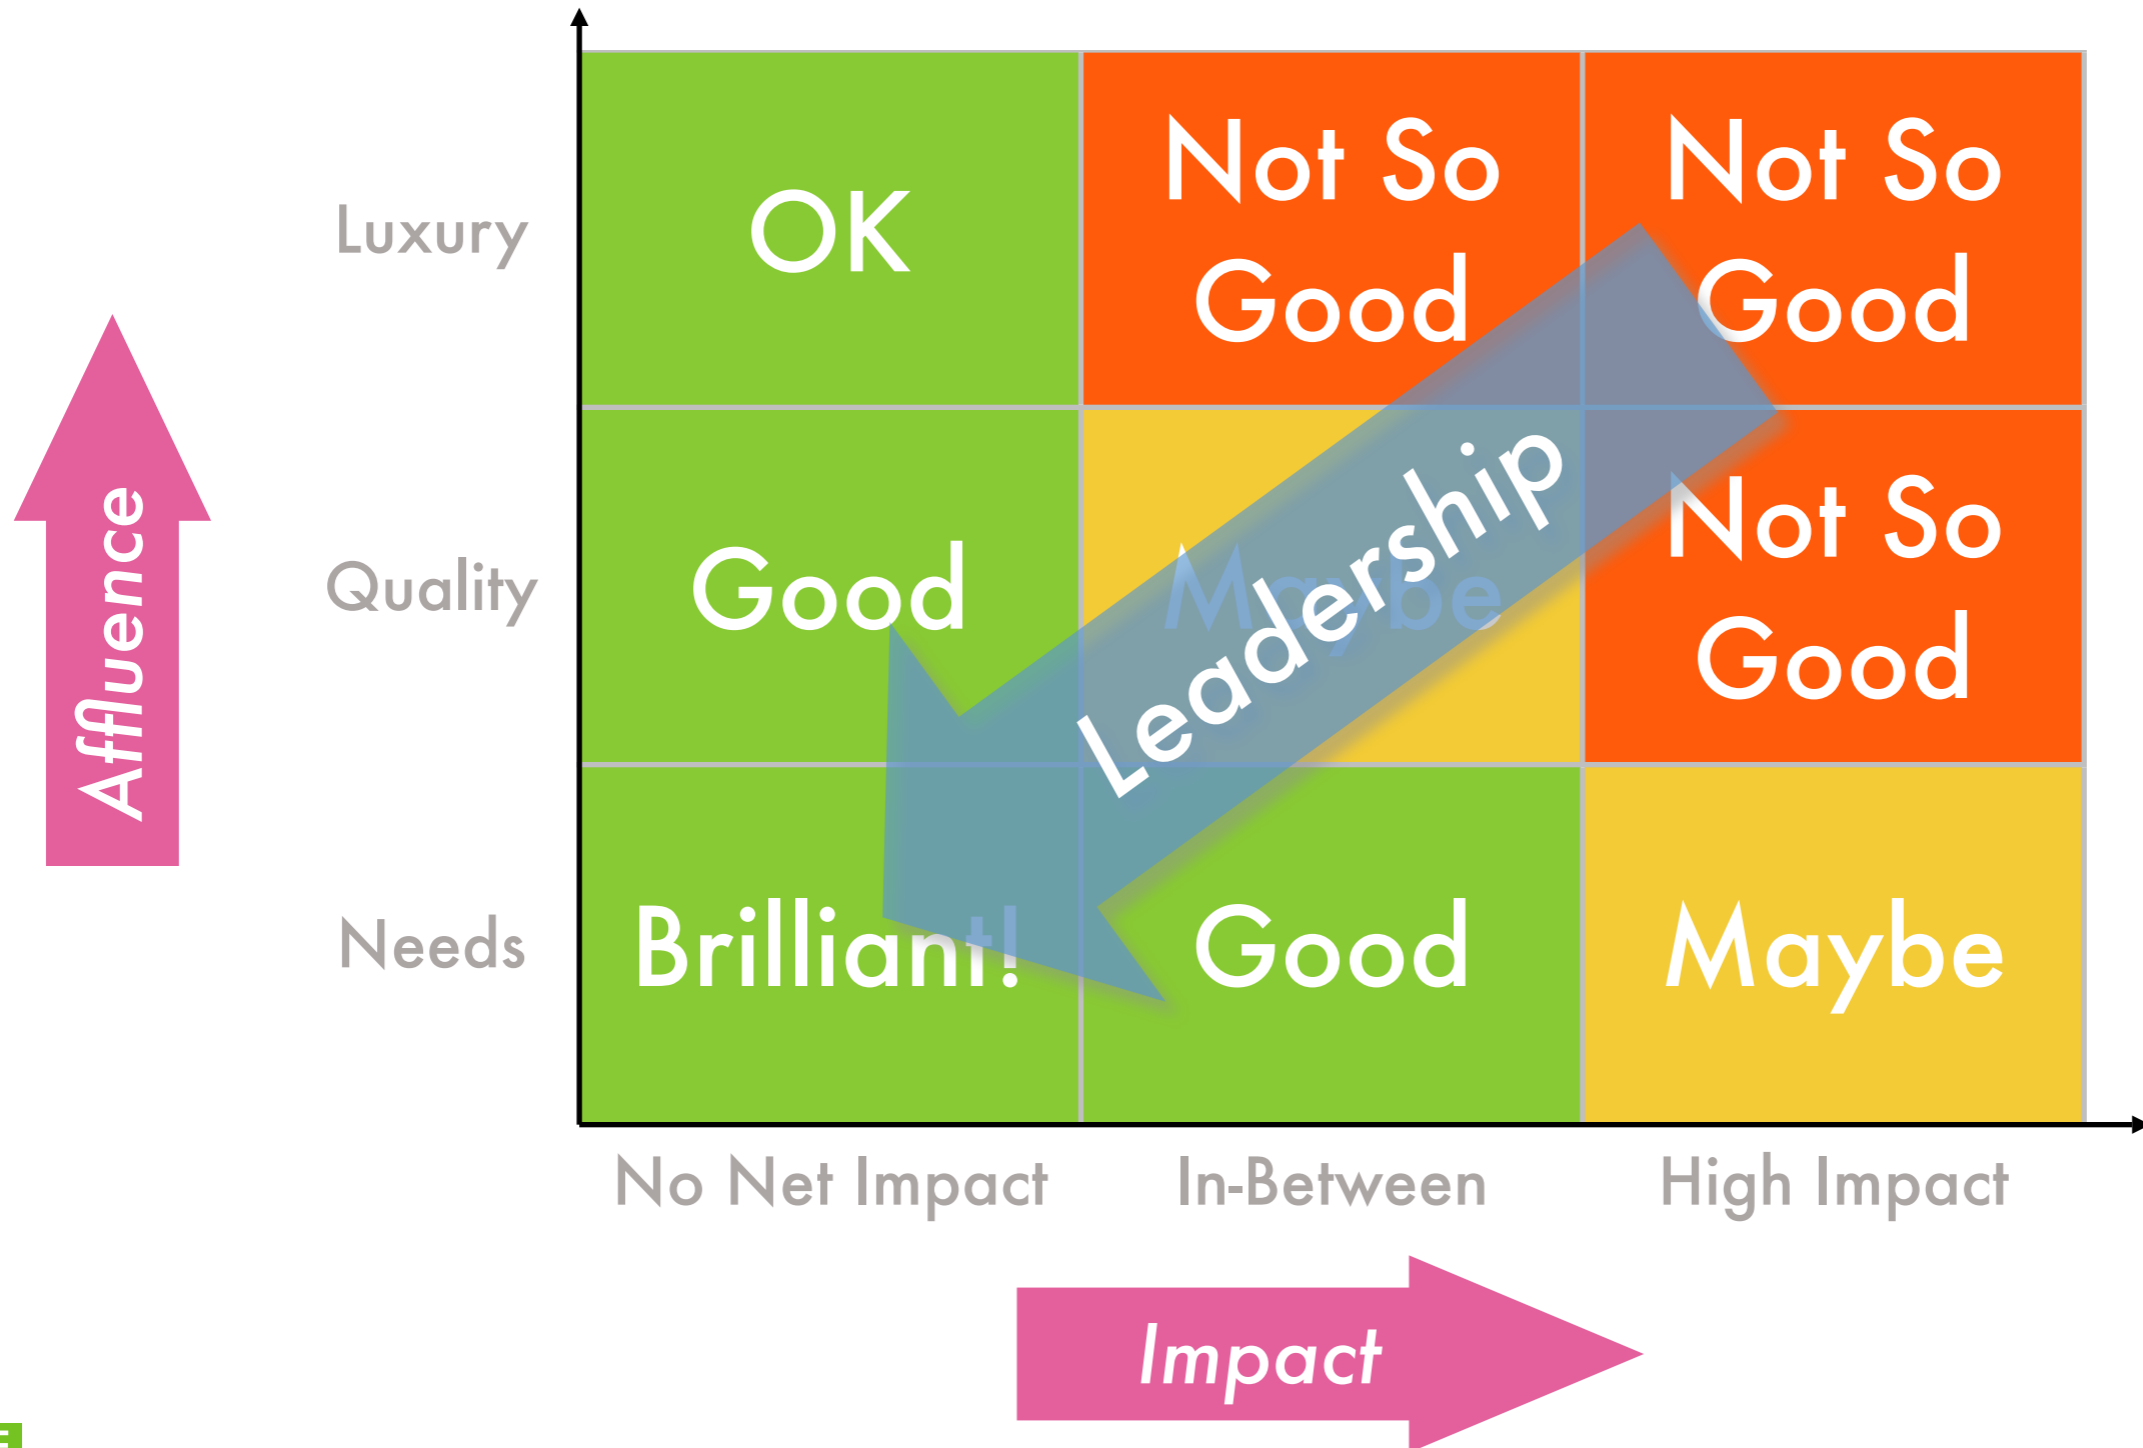 Luxury
OK
Not So
Good
Not So
Good
Quality
Good
Maybe
Leadership
Not So
Good
Affluence
Needs
Brilliant!
Good
Maybe
No Net Impact
In-Between
High Impact
Impact